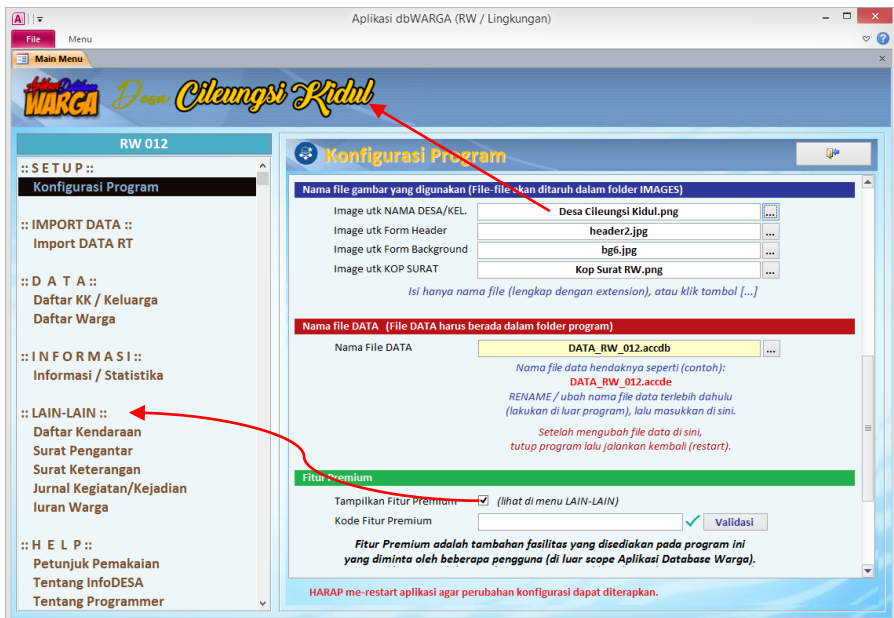 Aplikasi dbWARGA (RW / Lingkungan)
File Menu
Main Menu
Aplikasi Database
WARGA
Desa Cileungsi Kidul
RW 012
:: S E T U P ::
Konfigurasi Program
:: IMPORT DATA ::
Import DATA RT
:: D A T A ::
Daftar KK / Keluarga
Daftar Warga
:: I N F O R M A S I ::
Informasi / Statistika
:: LAIN-LAIN ::
Daftar Kendaraan
Surat Pengantar
Surat Keterangan
Jurnal Kegiatan/Kejadian
Iuran Warga
:: H E L P ::
Petunjuk Pemakaian
Tentang InfoDESA
Tentang Programmer
Konfigurasi Program
Nama file gambar yang digunakan (File-file akan ditaruh dalam folder IMAGES)
Image utk NAMA DESA/KEL. Desa Cileungsi Kidul.png ...
Image utk Form Header header2.jpg ...
Image utk Form Background bg6.jpg ...
Image utk KOP SURAT Kop Surat RW.png ...
Isi hanya nama file (lengkap dengan extension), atau klik tombol [...]
Nama file DATA (File DATA harus berada dalam folder program)
Nama File DATA DATA_RW_012.accdb ...
Nama file data hendaknya seperti (contoh):
DATA_RW_012.accde
RENAME / ubah nama file data terlebih dahulu
(lakukan di luar program), lalu masukkan di sini.
Setelah mengubah file data di sini,
tutup program lalu jalankan kembali (restart).
Fitur Premium
Tampilkan Fitur Premium (lihat di menu LAIN-LAIN)
Kode Fitur Premium Validasi
Fitur Premium adalah tambahan fasilitas yang disediakan pada program ini
yang diminta oleh beberapa pengguna (di luar scope Aplikasi Database Warga).
HARAP me-restart aplikasi agar perubahan konfigurasi dapat diterapkan.